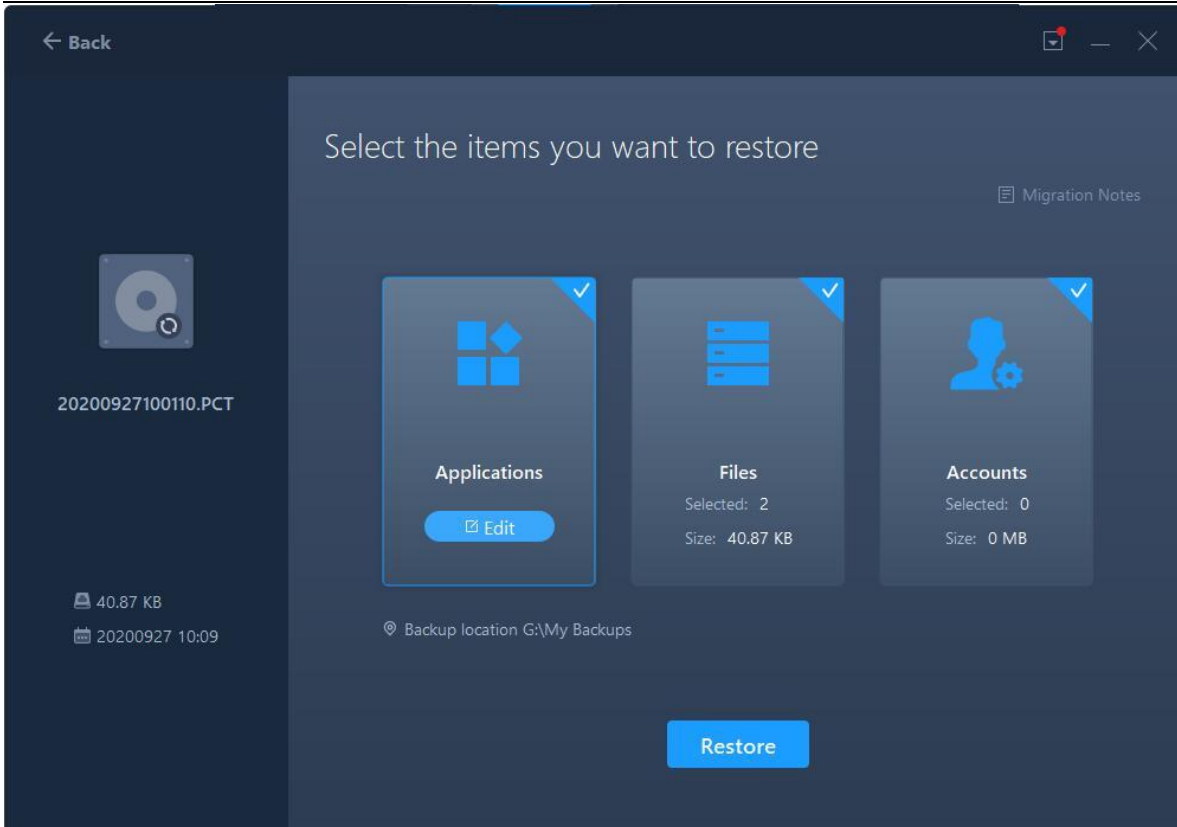 Back
Select the items you want to restore
Migration Notes
20200927100110.PCT
40.87 KB
20200927 10:09
Applications
Edit
Files
Selected: 2
Size: 40.87 KB
Accounts
Selected: 0
Size: 0 MB
Backup location G:\My Backups
Restore